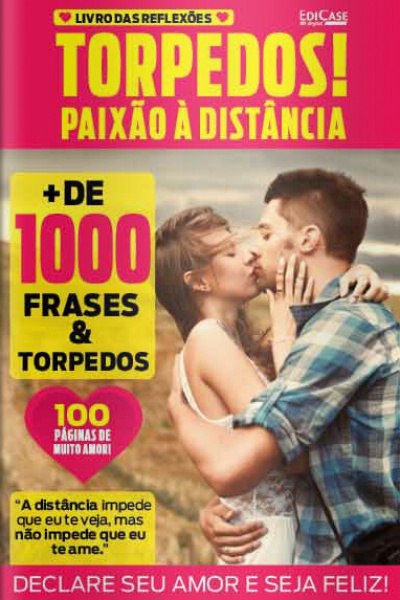 LIVRO DAS REFLEXÕES
EDICASE
TORPEDOS!
PAIXÃO À DISTÂNCIA
+ DE
1000
FRASES
&
TORPEDOS
100
PÁGINAS DE
MUITO AMOR!
"A distância impede
que eu te veja, mas
não impede que eu
te ame."
DECLARE SEU AMOR E SEJA FELIZ!